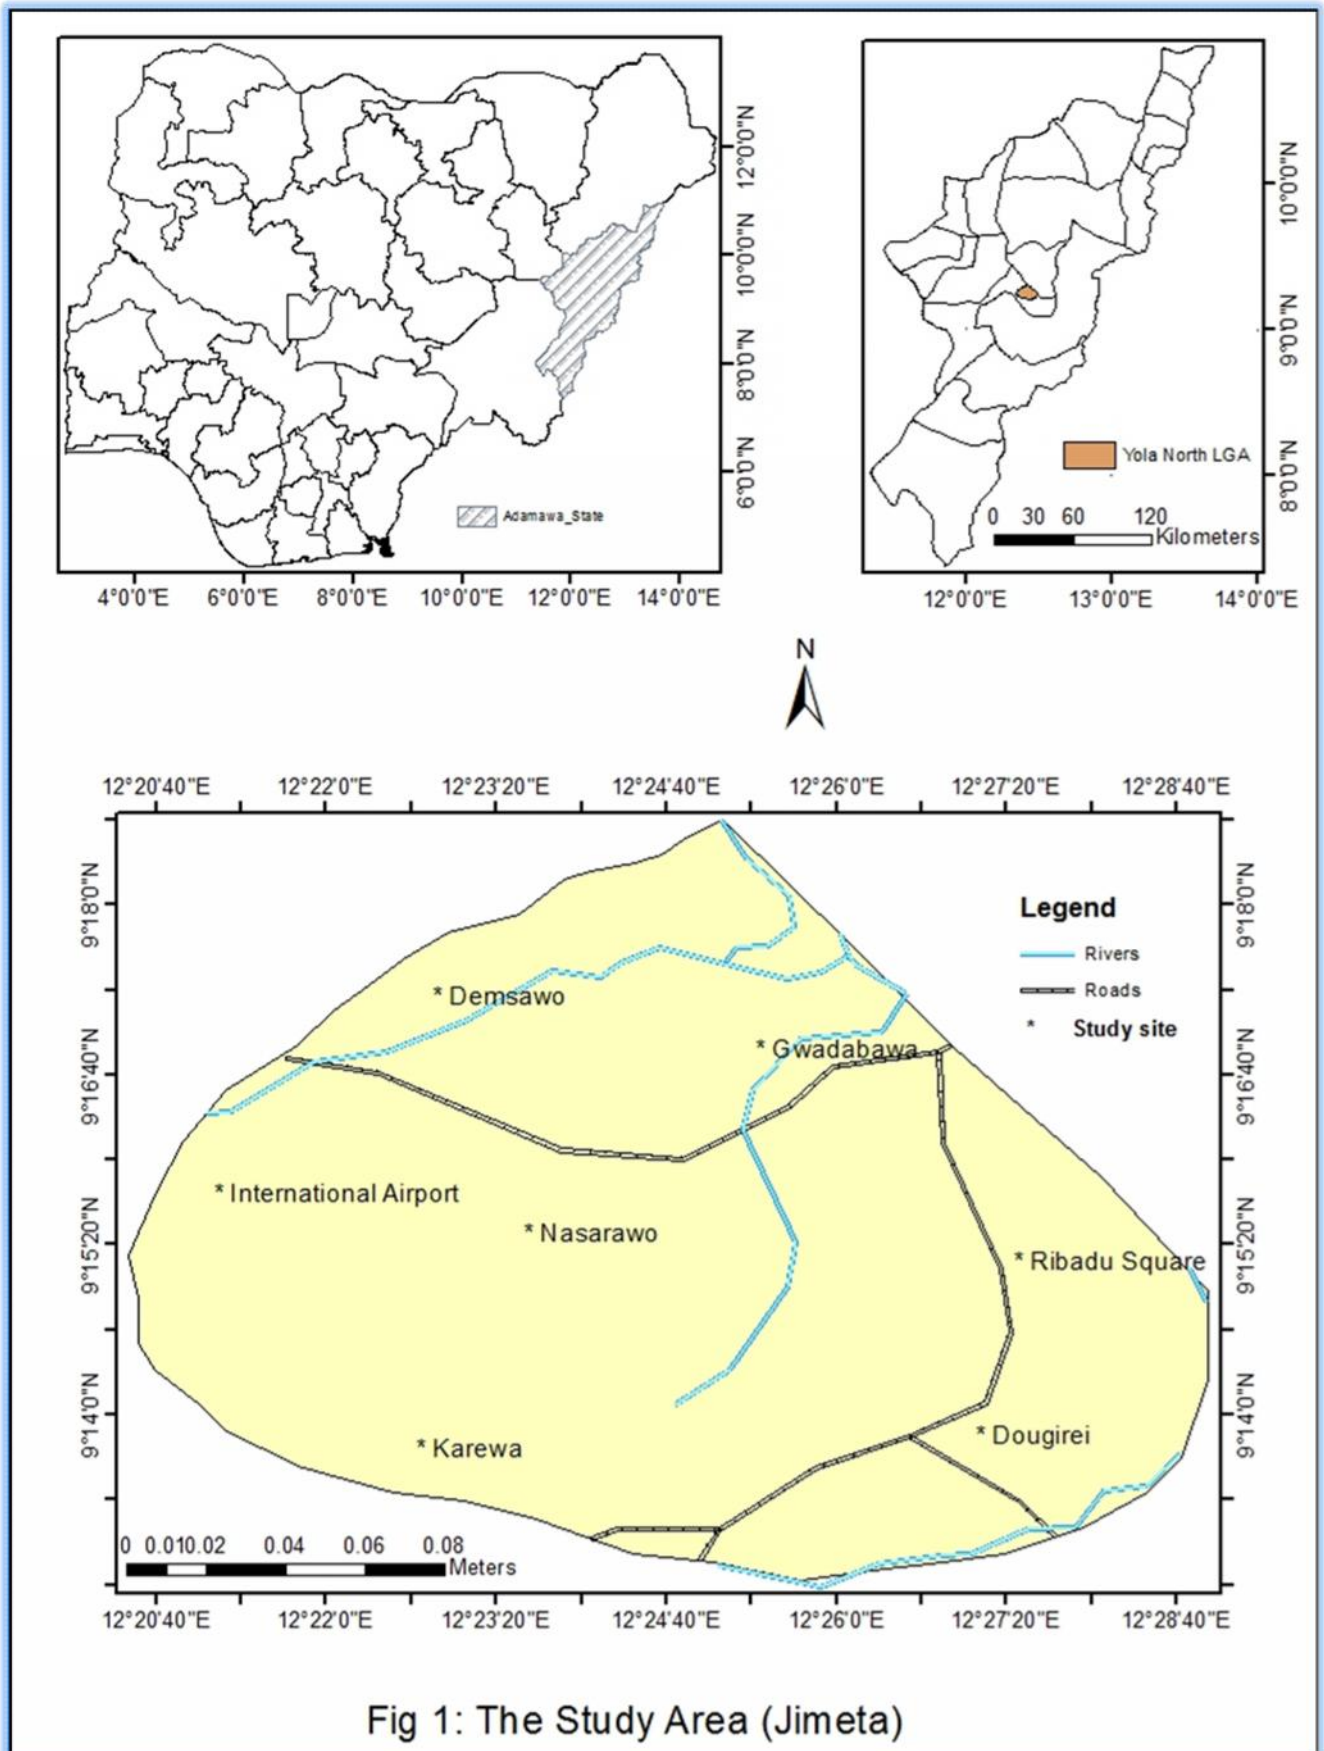 12°0'0"N
10°0'0"N
8°0'0"N
6°0'0"N
Adamawa_State
4°0'0"E 6°0'0"E 8°0'0"E 10°0'0"E 12°0'0"E 14°0'0"E
10°0'0"N
9°0'0"N
8°0'0"N
Yola North LGA
0 30 60 120
Kilometers
12°0'0"E 13°0'0"E 14°0'0"E
N
12°20'40"E 12°22'0"E 12°23'20"E 12°24'40"E 12°26'0"E 12°27'20"E 12°28'40"E
9°18'0"N
9°16'40"N
9°15'20"N
9°14'0"N
9°18'0"N
9°16'40"N
9°15'20"N
9°14'0"N
Legend
Rivers
Roads
* Study site
* Demsawo
* Gwadabawa
* International Airport
* Nasarawo
* Ribadu Square
* Dougirei
* Karewa
0 0.010.02 0.04 0.06 0.08
Meters
12°20'40"E 12°22'0"E 12°23'20"E 12°24'40"E 12°26'0"E 12°27'20"E 12°28'40"E
Fig 1: The Study Area (Jimeta)